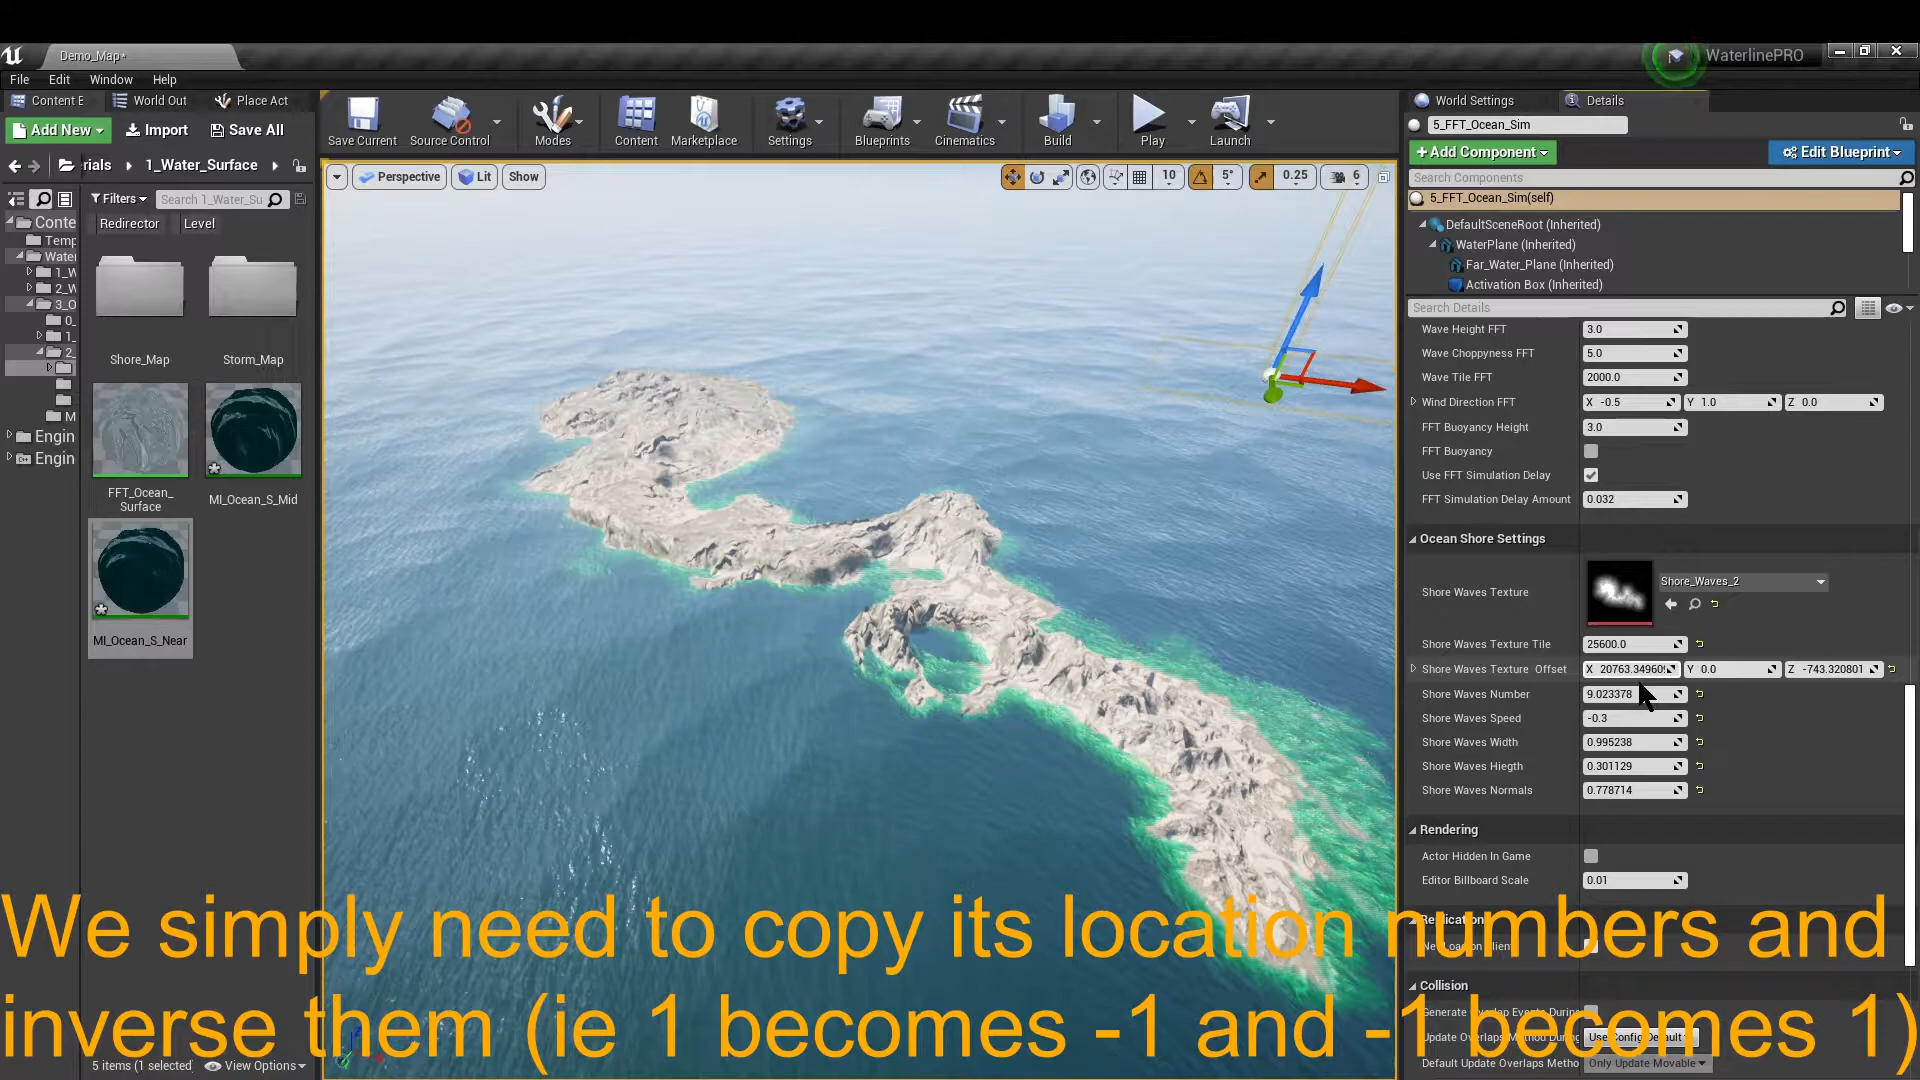 Demo_Map*
WaterlinePRO
File Edit Window Help
World Out Place Act
World Settings Details
Add New Import Save All
Save Current Source Control Modes Content Marketplace Settings Blueprints Cinematics Build Play Launch
5_FFT_Ocean_Sim
Add Component Edit Blueprint
1_Water_Surface
Search Components
Filters Search 1_Water_Su
Redirector Level
Perspective Lit Show 10 5° 0.25 6
5_FFT_Ocean_Sim(self)
DefaultSceneRoot (Inherited)
WaterPlane (Inherited)
Far_Water_Plane (Inherited)
Activation Box (Inherited)
Search Details
Shore_Map Storm_Map
FFT_Ocean_
Surface
MI_Ocean_S_Mid
MI_Ocean_S_Near
Wave Height FFT 3.0
Wave Choppyness FFT 5.0
Wave Tile FFT 2000.0
Wind Direction FFT X -0.5 Y 1.0 Z 0.0
FFT Buoyancy Height 3.0
FFT Buoyancy
Use FFT Simulation Delay
FFT Simulation Delay Amount 0.032
Ocean Shore Settings
Shore Waves Texture Shore_Waves_2
Shore Waves Texture Tile 25600.0
Shore Waves Texture Offset X 20763.34960 Y 0.0 Z -743.320801
Shore Waves Number 9.023378
Shore Waves Speed -0.3
Shore Waves Width 0.995238
Shore Waves Hiegth 0.301129
Shore Waves Normals 0.778714
Rendering
Actor Hidden In Game
Editor Billboard Scale 0.01
We simply need to copy its location numbers and
inverse them (ie 1 becomes -1 and -1 becomes 1)
Collision
5 items (1 selected) View Options
Default Update Overlaps Metho Only Update Movable